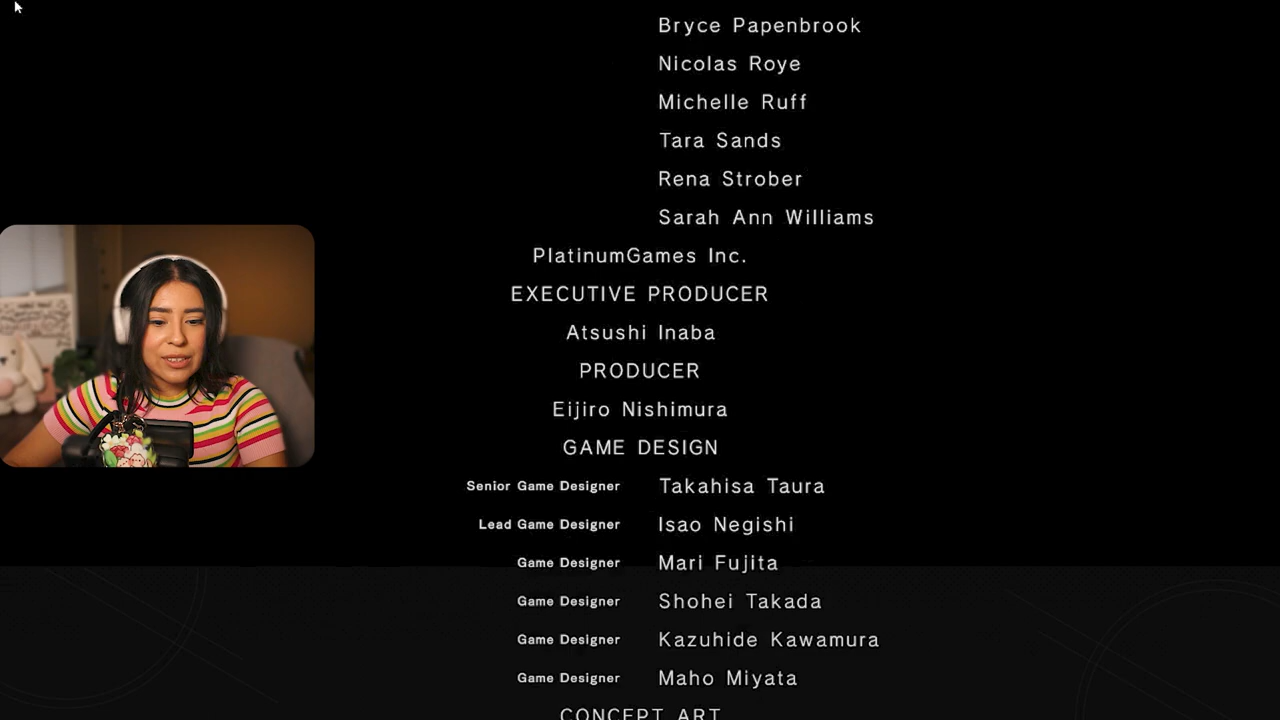 Bryce Papenbrook
Nicolas Roye
Michelle Ruff
Tara Sands
Rena Strober
Sarah Ann Williams
PlatinumGames Inc.
EXECUTIVE PRODUCER
Atsushi Inaba
PRODUCER
Eijiro Nishimura
GAME DESIGN
Senior Game Designer Takahisa Taura
Lead Game Designer Isao Negishi
Game Designer Mari Fujita
Game Designer Shohei Takada
Game Designer Kazuhide Kawamura
Game Designer Maho Miyata
CONCEPT ART